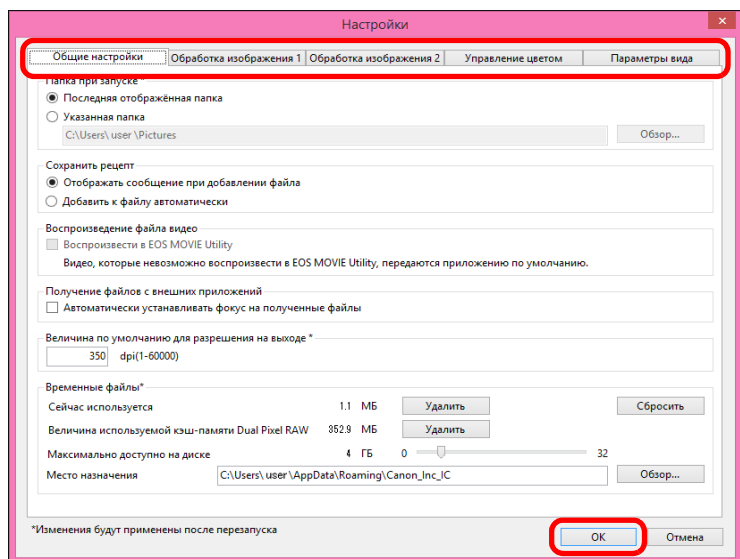 Настройки
Общие настройки Обработка изображения 1 Обработка изображения 2 Управление цветом Параметры вида
Папка при запуске *
Последняя отображённая папка
Указанная папка
C:\Users\ user \Pictures Обзор...
Сохранить рецепт
Отображать сообщение при добавлении файла
Добавить к файлу автоматически
Воспроизведение файла видео
Воспроизвести в EOS MOVIE Utility
Видео, которые невозможно воспроизвести в EOS MOVIE Utility, передаются приложению по умолчанию.
Получение файлов с внешних приложений
Автоматически устанавливать фокус на полученные файлы
Величина по умолчанию для разрешения на выходе *
350 dpi(1-60000)
Временные файлы*
Сейчас используется 1.1 МБ Удалить Сбросить
Величина используемой кэш-памяти Dual Pixel RAW 352.9 МБ Удалить
Максимально доступно на диске 4 ГБ 0 32
Место назначения C:\Users\ user \AppData\Roaming\Canon_Inc_IC Обзор...
*Изменения будут применены после перезапуска
ОК Отмена